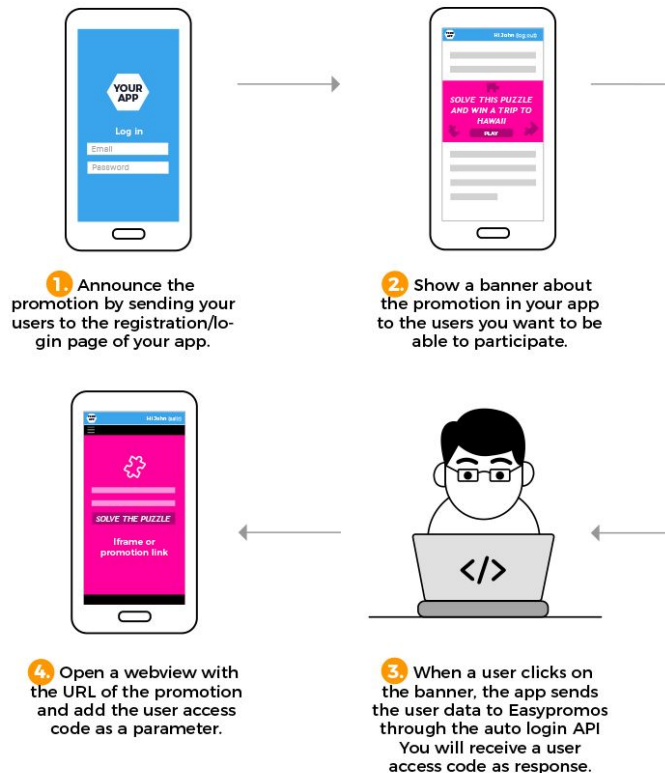 YOUR
APP
Log in
Email
Password
1. Announce the
promotion by sending your
users to the registration/lo-
gin page of your app.
YOUR
APP
Hi John (log out)
SOLVE THIS PUZZLE
AND WIN A TRIP TO
HAWAII
PLAY
2. Show a banner about
the promotion in your app
to the users you want to be
able to participate.
YOUR
APP
Hi John
SOLVE THE PUZZLE
Iframe or
promotion link
4. Open a webview with
the URL of the promotion
and add the user access
code as a parameter.
</>
3. When a user clicks on
the banner, the app sends
the user data to Easypromos
through the auto login API
You will receive a user
access code as response.